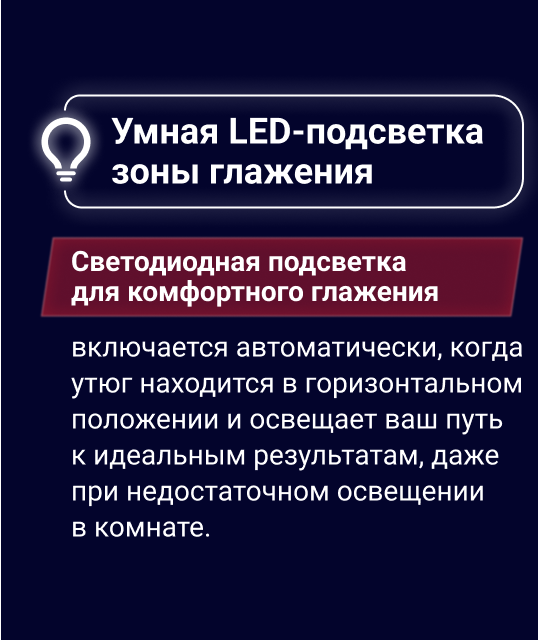 Умная LED-подсветка
зоны глажения
Светодиодная подсветка
для комфортного глажения
включается автоматически, когда
утюг находится в горизонтальном
положении и освещает ваш путь
к идеальным результатам, даже
при недостаточном освещении
в комнате.